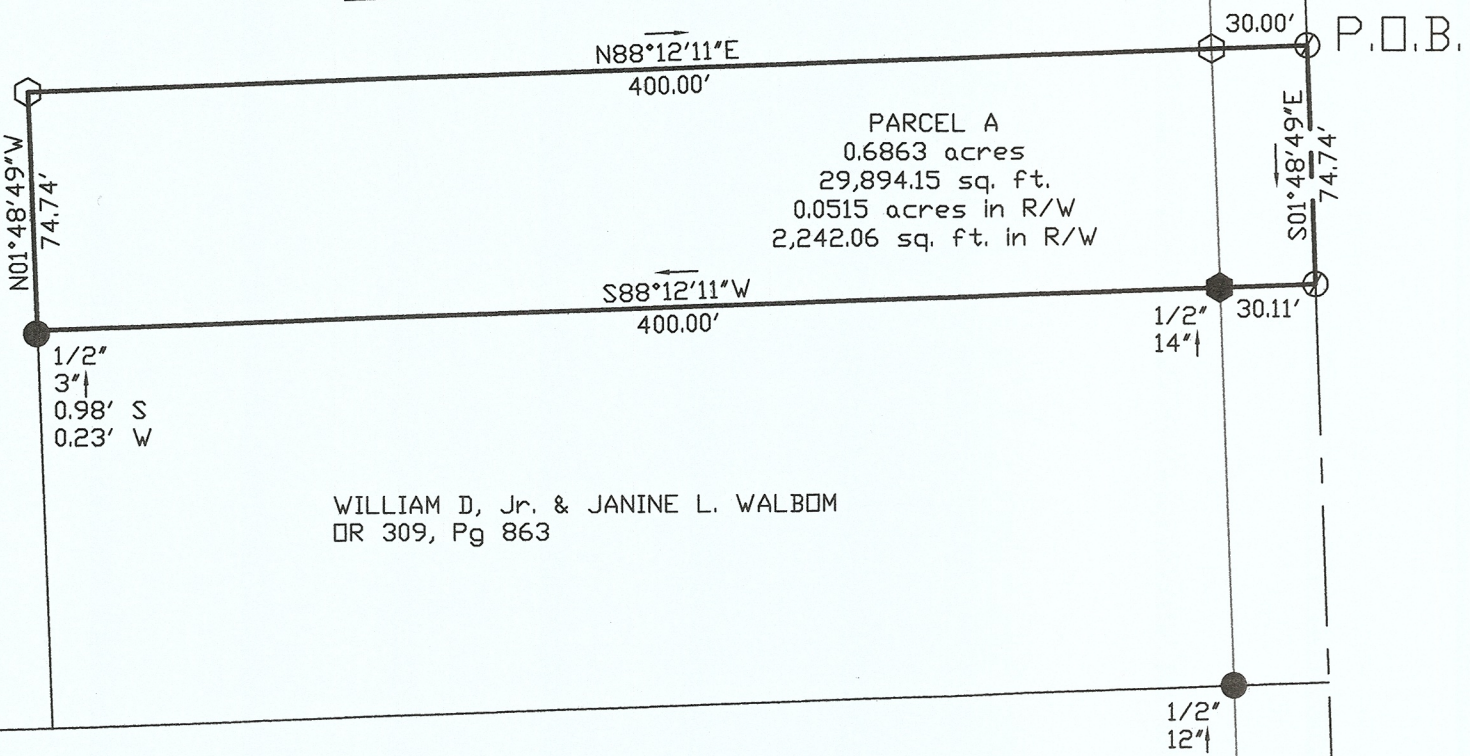 30.00'
P.O.B.
N88°12'11"E
400.00'
N01°48'49"W
74.74'
PARCEL A
0.6863 acres
29,894.15 sq. ft.
0.0515 acres in R/W
2,242.06 sq. ft. in R/W
S01°48'49"E
74.74'
S88°12'11"W
400.00'
1/2"
14"
30.11'
1/2"
3"
0.98' S
0.23' W
WILLIAM D, Jr. & JANINE L. WALBOM
OR 309, Pg 863
1/2"
12"